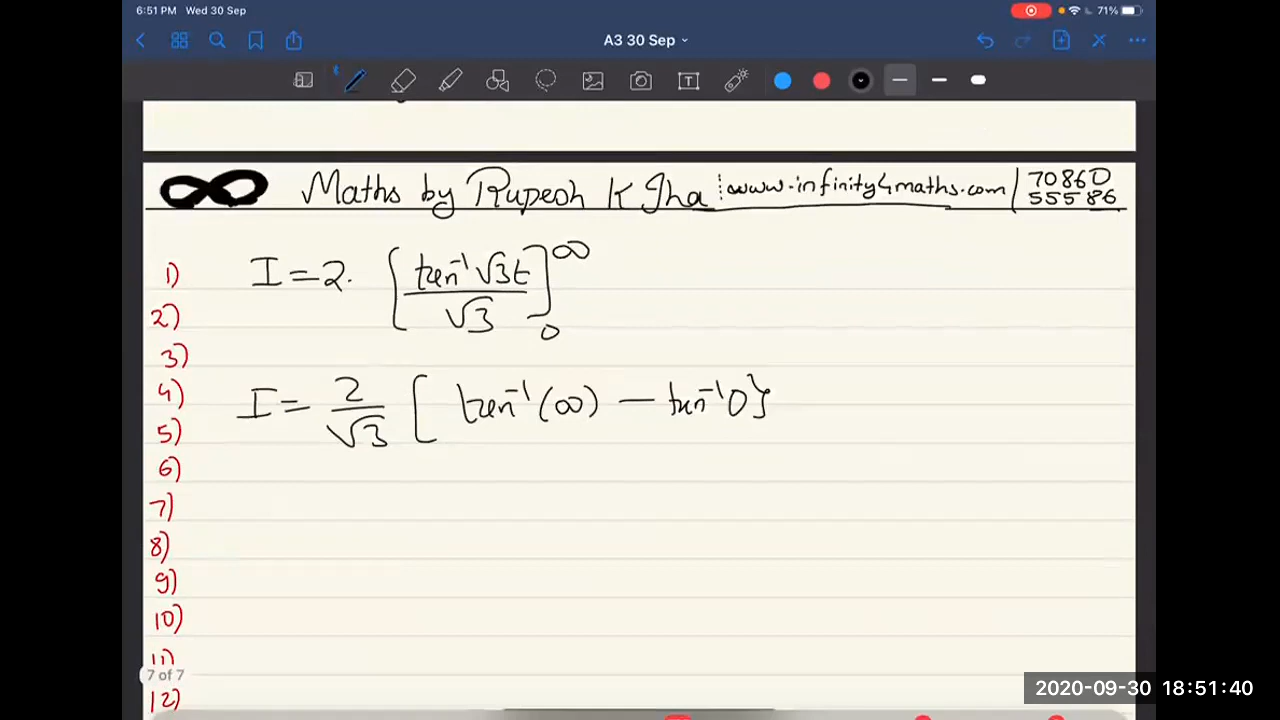 6:51 PM Wed 30 Sep
71%
A3 30 Sep
T
∞ Maths by Rupesh K Jha www.infinity4maths.com 70860
55586
1) I = 2. [tan⁻¹ √3t / √3]₀^∞
2)
3)
4) I = 2/√3 [ tan⁻¹(∞) – tan⁻¹0}
5)
6)
7)
8)
9)
10)
11)
7 of 7
12)
2020-09-30 18:51:40